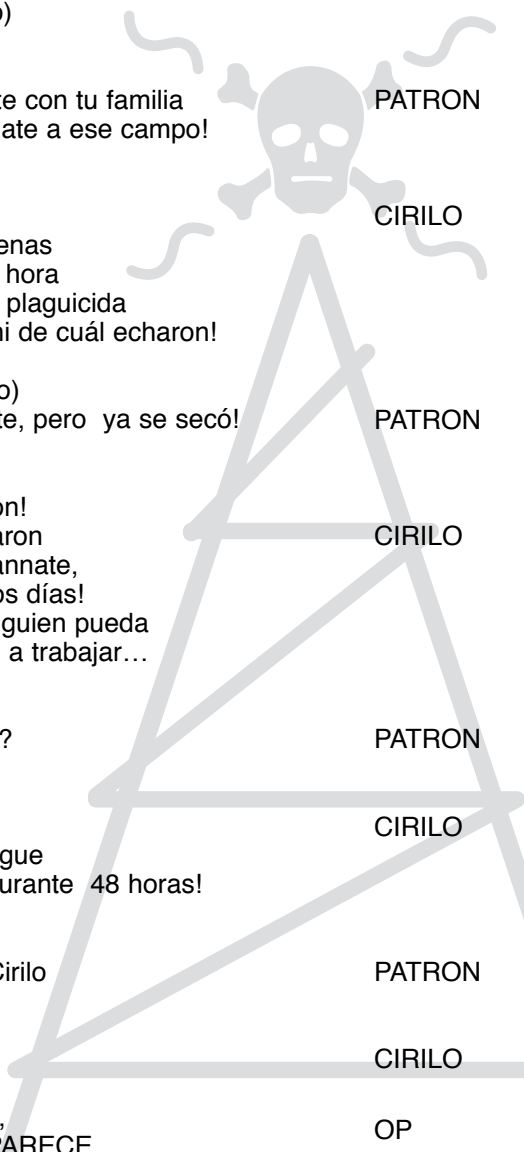 o)
te con tu familia PATRON
ate a ese campo!
CIRILO
enas
hora
plaguicida
ni de cuál echaron!
o)
te, pero ya se secó! PATRON
on!
aron CIRILO
annate,
os días!
guien pueda
a trabajar…
? PATRON
CIRILO
gue
urante 48 horas!
Cirilo PATRON
CIRILO
, OP
PARECE